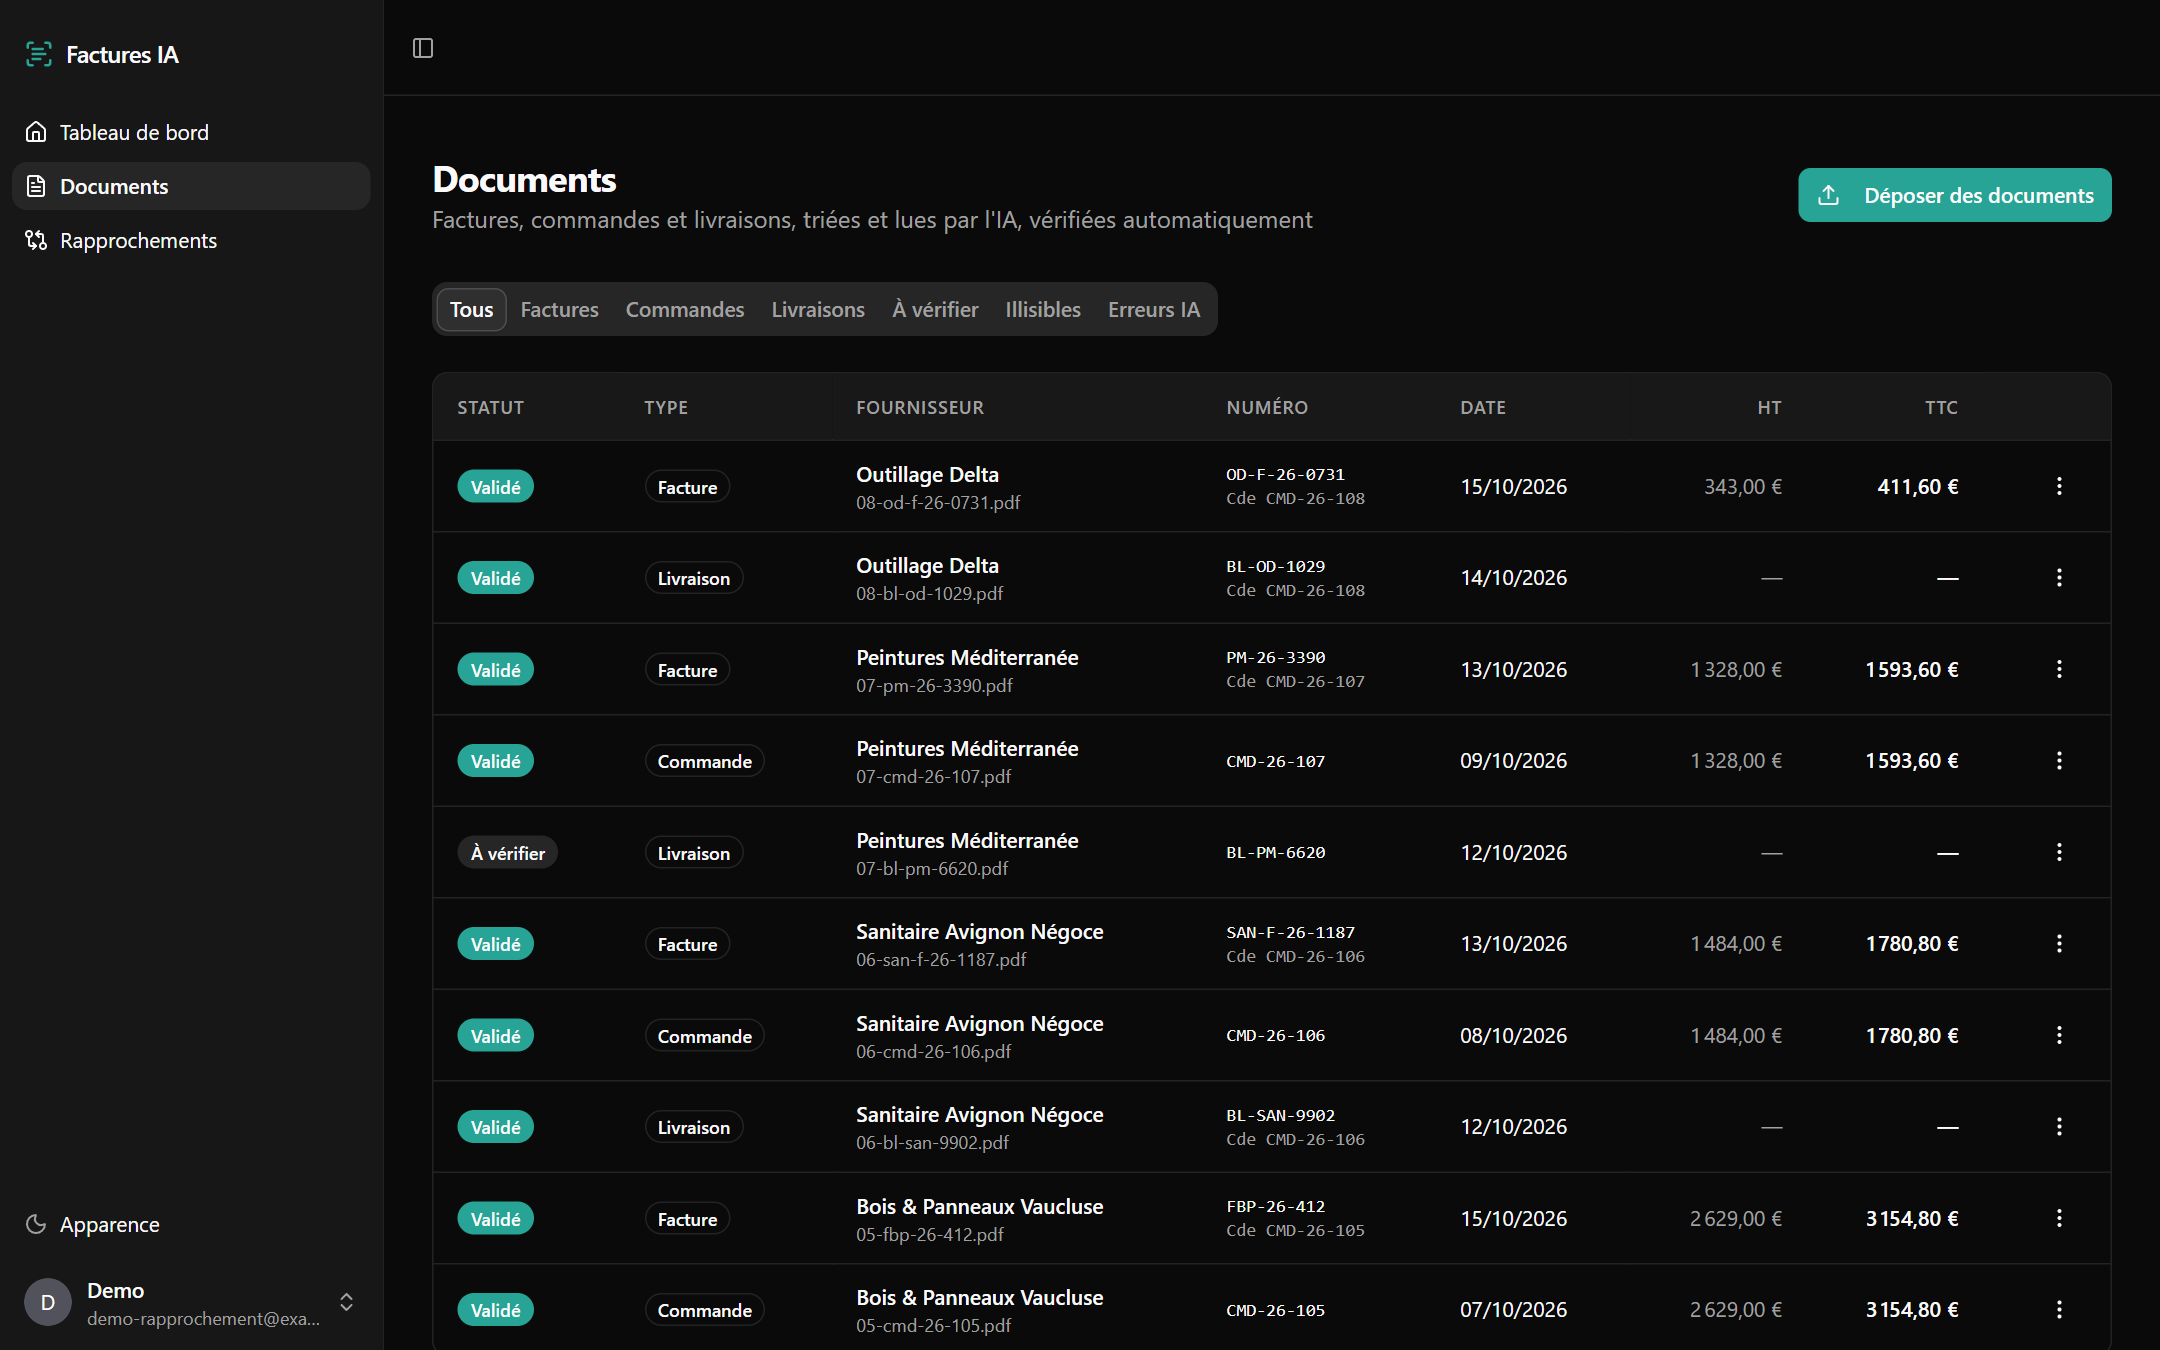 Factures IA
Tableau de bord
Documents
Rapprochements
Apparence
D
Demo
demo-rapprochement@exa...
Documents
Factures, commandes et livraisons, triées et lues par l'IA, vérifiées automatiquement
Déposer des documents
Tous Factures Commandes Livraisons À vérifier Illisibles Erreurs IA
STATUT TYPE FOURNISSEUR NUMÉRO DATE HT TTC
Validé Facture Outillage Delta OD-F-26-0731 15/10/2026 343,00 € 411,60 €
08-od-f-26-0731.pdf Cde CMD-26-108
Validé Livraison Outillage Delta BL-OD-1029 14/10/2026 — —
08-bl-od-1029.pdf Cde CMD-26-108
Validé Facture Peintures Méditerranée PM-26-3390 13/10/2026 1 328,00 € 1 593,60 €
07-pm-26-3390.pdf Cde CMD-26-107
Validé Commande Peintures Méditerranée CMD-26-107 09/10/2026 1 328,00 € 1 593,60 €
07-cmd-26-107.pdf
À vérifier Livraison Peintures Méditerranée BL-PM-6620 12/10/2026 — —
07-bl-pm-6620.pdf
Validé Facture Sanitaire Avignon Négoce SAN-F-26-1187 13/10/2026 1 484,00 € 1 780,80 €
06-san-f-26-1187.pdf Cde CMD-26-106
Validé Commande Sanitaire Avignon Négoce CMD-26-106 08/10/2026 1 484,00 € 1 780,80 €
06-cmd-26-106.pdf
Validé Livraison Sanitaire Avignon Négoce BL-SAN-9902 12/10/2026 — —
06-bl-san-9902.pdf Cde CMD-26-106
Validé Facture Bois & Panneaux Vaucluse FBP-26-412 15/10/2026 2 629,00 € 3 154,80 €
05-fbp-26-412.pdf Cde CMD-26-105
Validé Commande Bois & Panneaux Vaucluse CMD-26-105 07/10/2026 2 629,00 € 3 154,80 €
05-cmd-26-105.pdf